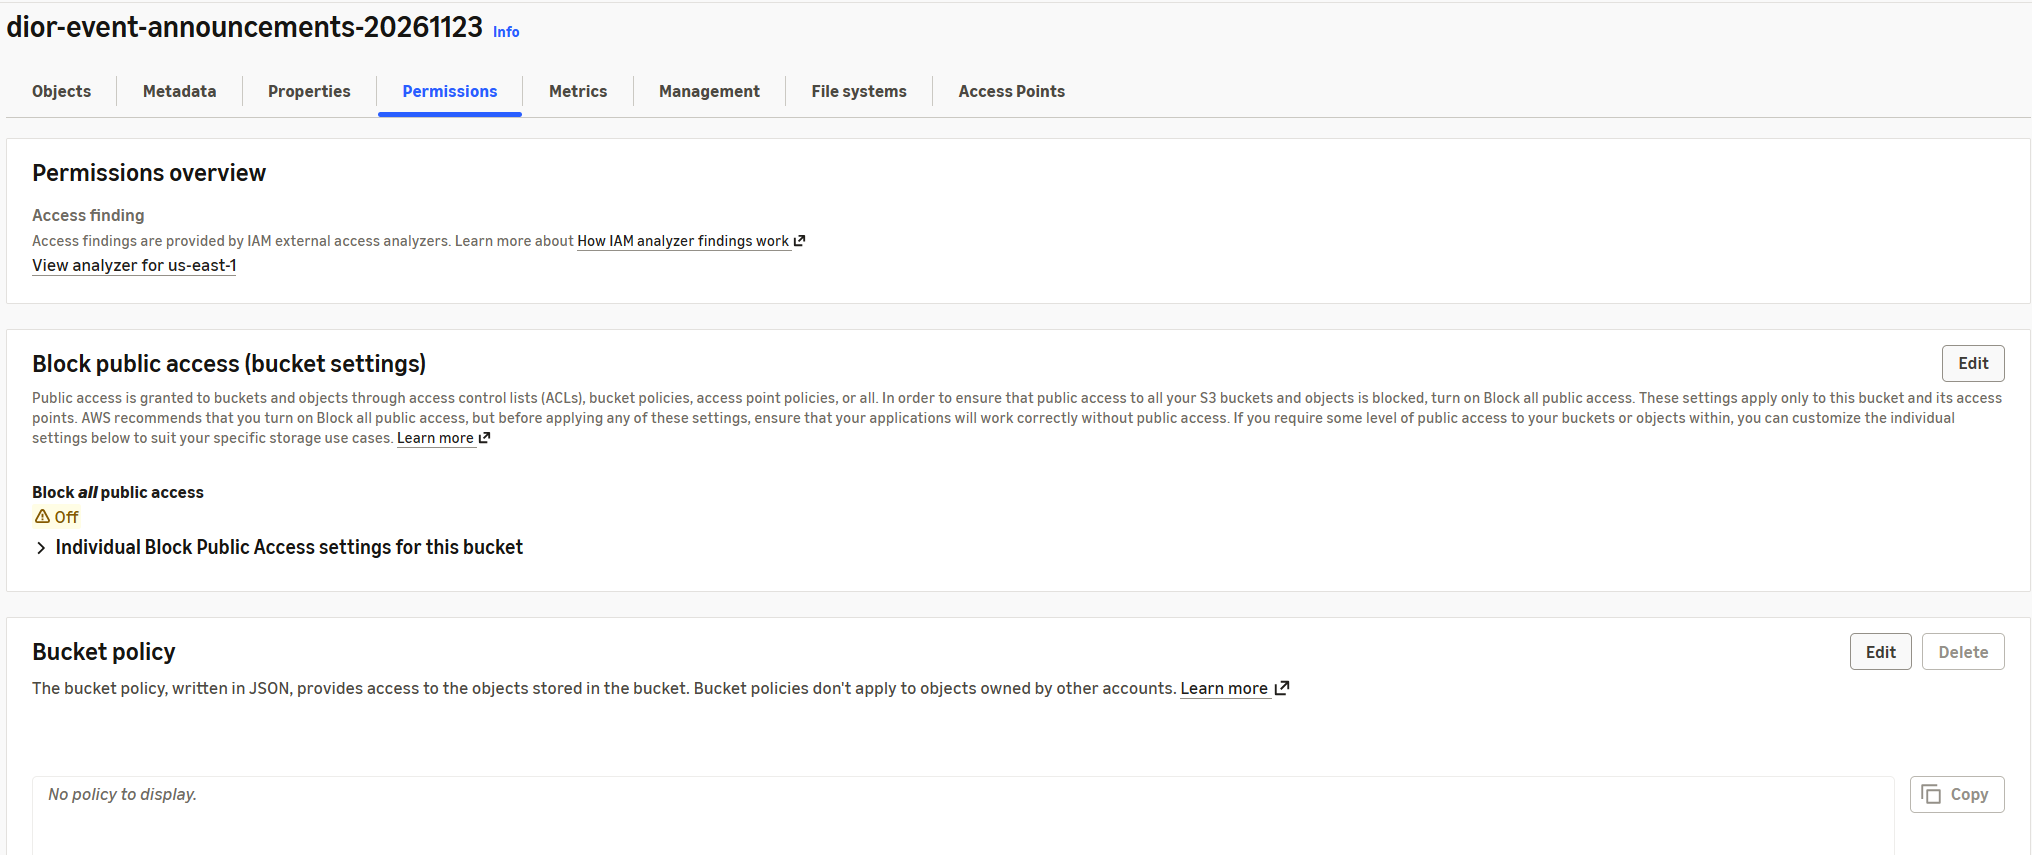 dior-event-announcements-20261123 Info
Objects Metadata Properties Permissions Metrics Management File systems Access Points
Permissions overview
Access finding
Access findings are provided by IAM external access analyzers. Learn more about How IAM analyzer findings work
View analyzer for us-east-1
Block public access (bucket settings)
Edit
Public access is granted to buckets and objects through access control lists (ACLs), bucket policies, access point policies, or all. In order to ensure that public access to all your S3 buckets and objects is blocked, turn on Block all public access. These settings apply only to this bucket and its access
points. AWS recommends that you turn on Block all public access, but before applying any of these settings, ensure that your applications will work correctly without public access. If you require some level of public access to your buckets or objects within, you can customize the individual
settings below to suit your specific storage use cases. Learn more
Block all public access
Off
Individual Block Public Access settings for this bucket
Bucket policy
Edit Delete
The bucket policy, written in JSON, provides access to the objects stored in the bucket. Bucket policies don't apply to objects owned by other accounts. Learn more
No policy to display.
Copy